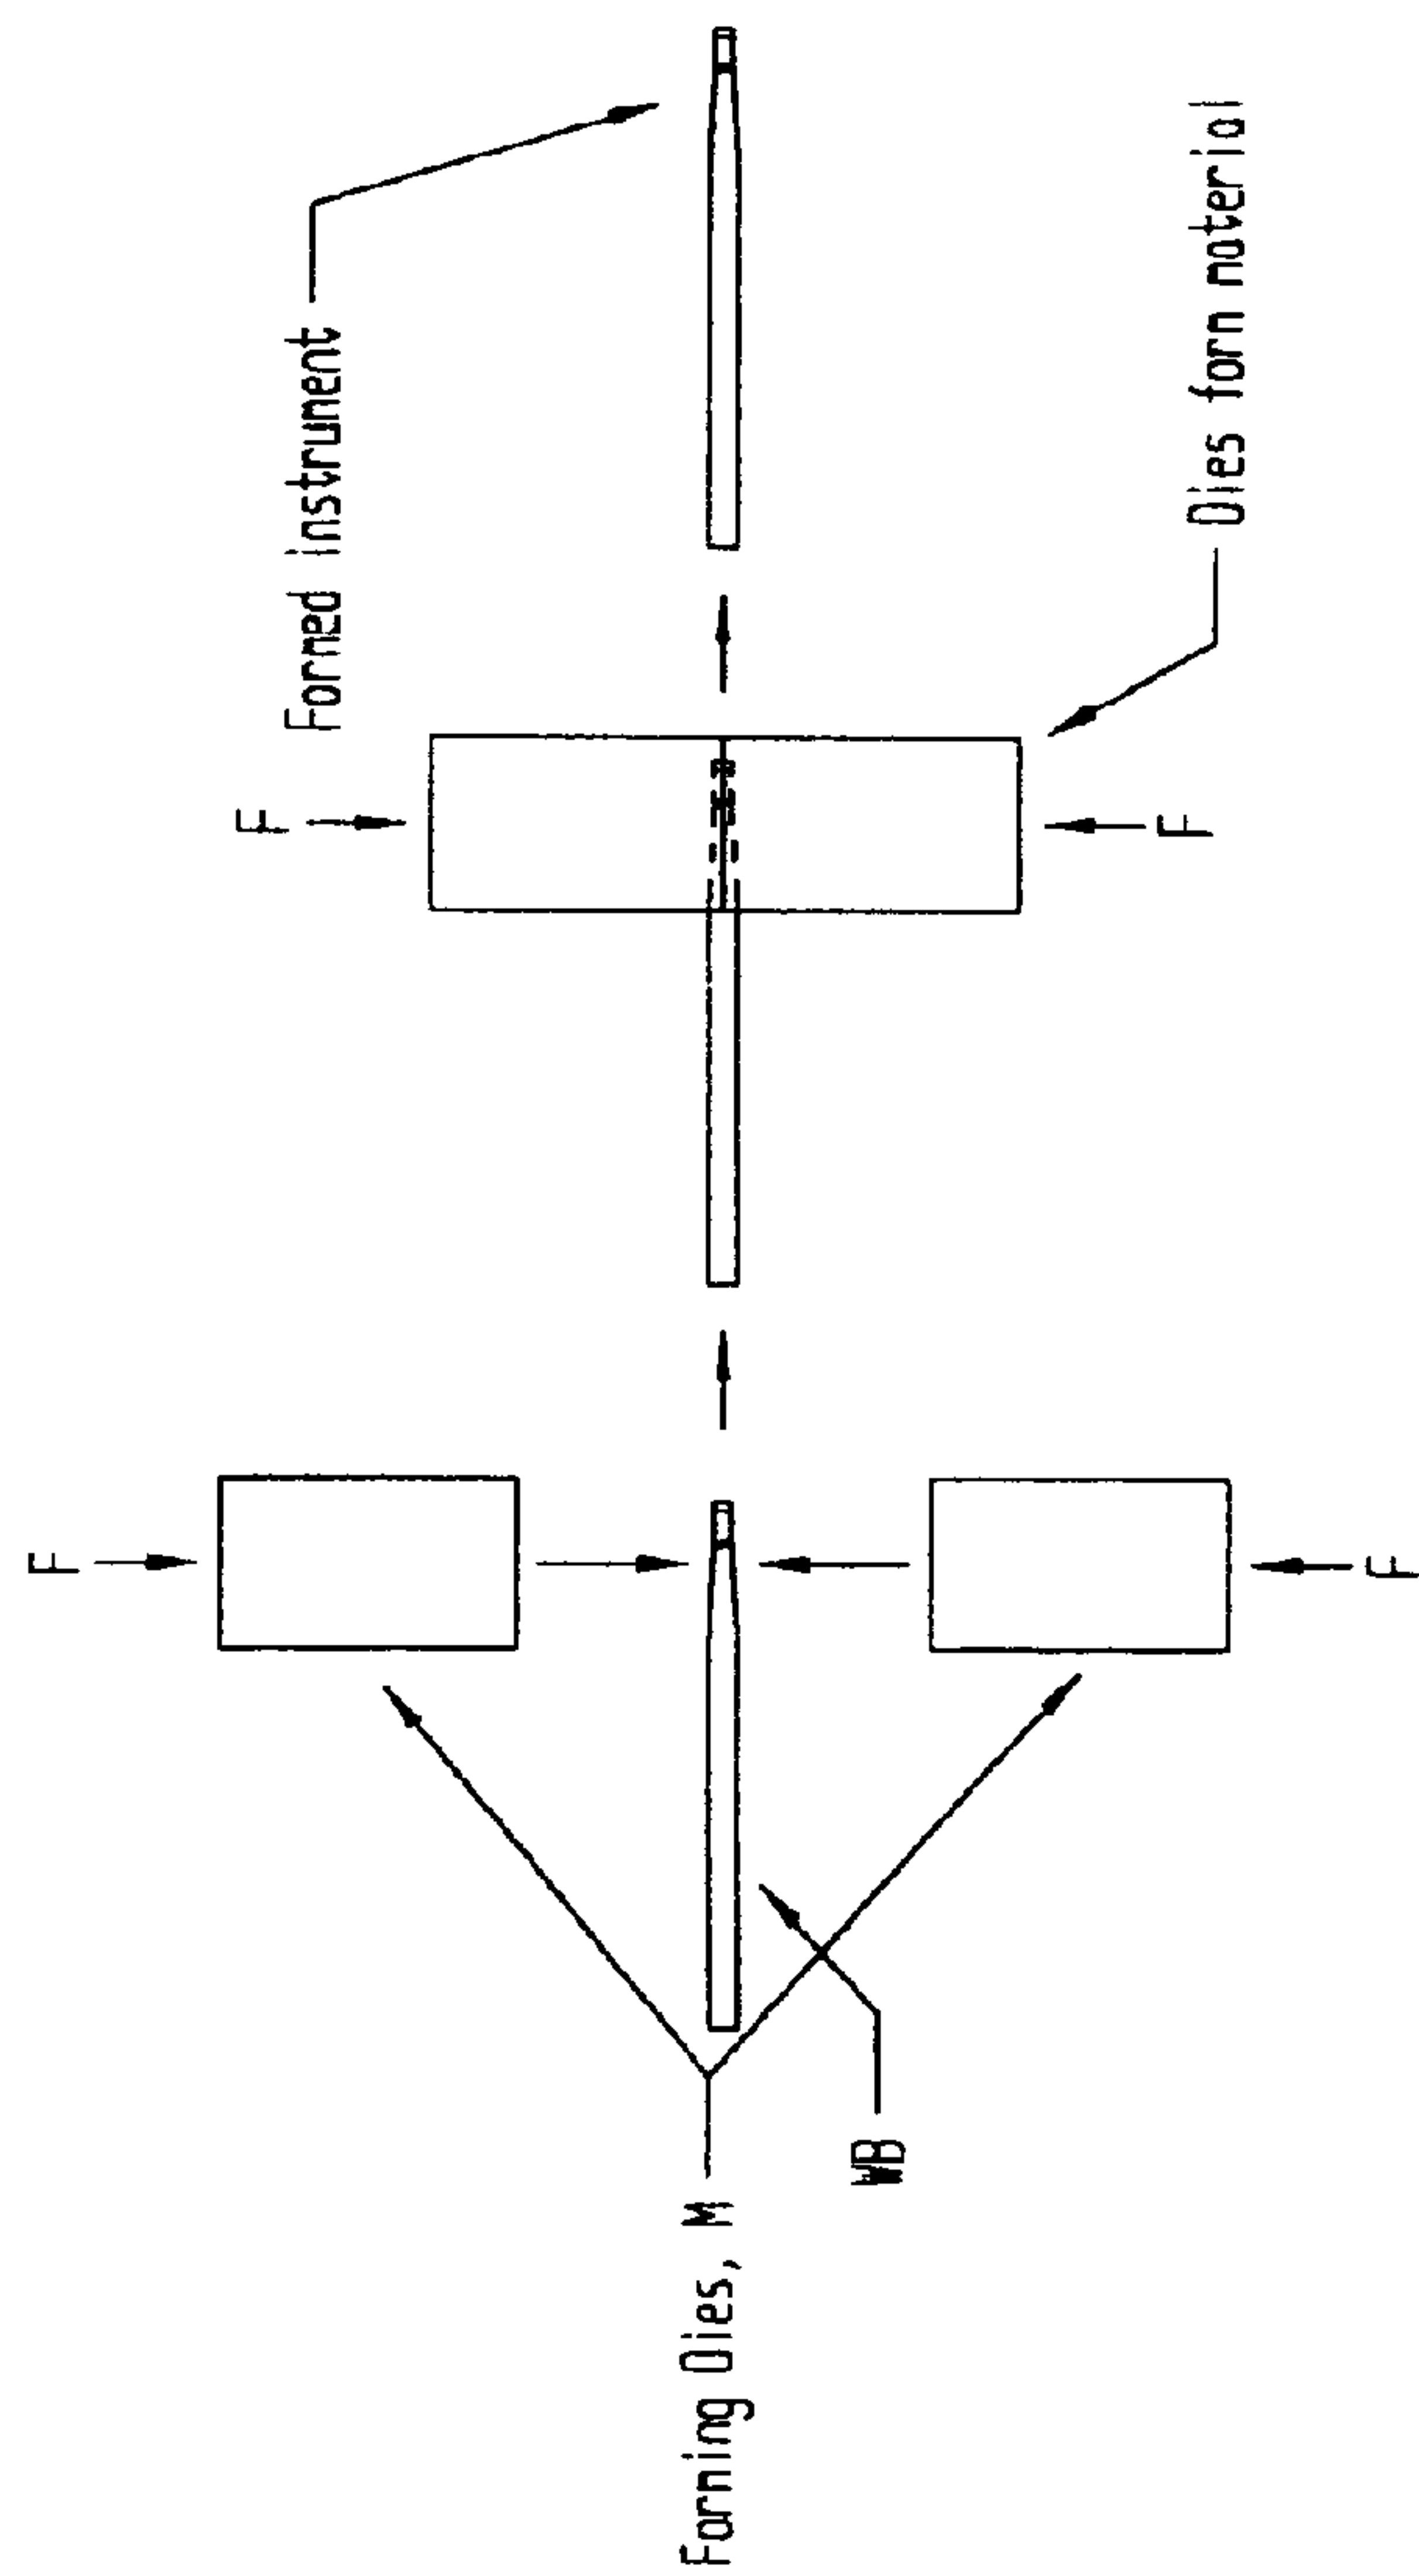 F
F
Formed instrument
Forming Dies, M
WB
F
Dies form material
F